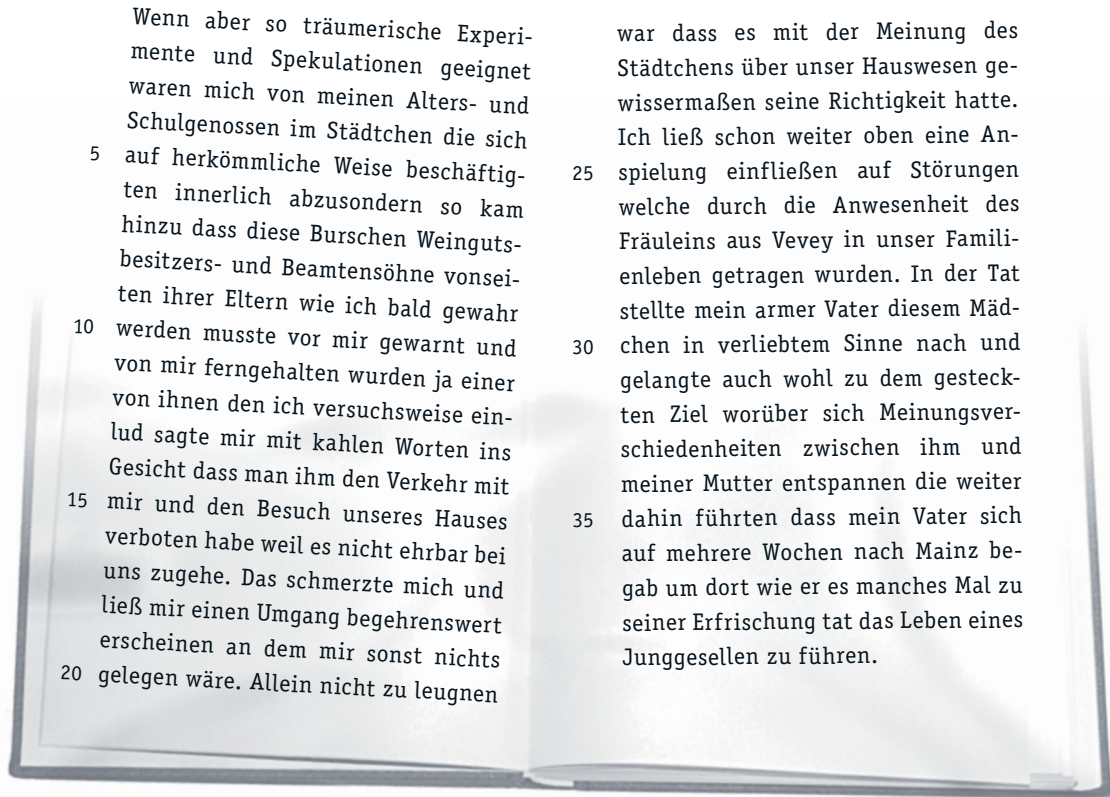 Wenn aber so träumerische Experi-
mente und Spekulationen geeignet
waren mich von meinen Alters- und
Schulgenossen im Städtchen die sich
5 auf herkömmliche Weise beschäftig-
ten innerlich abzusondern so kam
hinzu dass diese Burschen Weinguts-
besitzers- und Beamtensöhne vonsei-
ten ihrer Eltern wie ich bald gewahr
10 werden musste vor mir gewarnt und
von mir ferngehalten wurden ja einer
von ihnen den ich versuchsweise ein-
lud sagte mir mit kahlen Worten ins
Gesicht dass man ihm den Verkehr mit
15 mir und den Besuch unseres Hauses
verboten habe weil es nicht ehrbar bei
uns zugehe. Das schmerzte mich und
ließ mir einen Umgang begehrenswert
erscheinen an dem mir sonst nichts
20 gelegen wäre. Allein nicht zu leugnen
war dass es mit der Meinung des
Städtchens über unser Hauswesen ge-
wissermaßen seine Richtigkeit hatte.
Ich ließ schon weiter oben eine An-
25 spielung einfließen auf Störungen
welche durch die Anwesenheit des
Fräuleins aus Vevey in unser Famili-
enleben getragen wurden. In der Tat
stellte mein armer Vater diesem Mäd-
30 chen in verliebtem Sinne nach und
gelangte auch wohl zu dem gesteck-
ten Ziel worüber sich Meinungsver-
schiedenheiten zwischen ihm und
meiner Mutter entspannen die weiter
35 dahin führten dass mein Vater sich
auf mehrere Wochen nach Mainz be-
gab um dort wie er es manches Mal zu
seiner Erfrischung tat das Leben eines
Junggesellen zu führen.